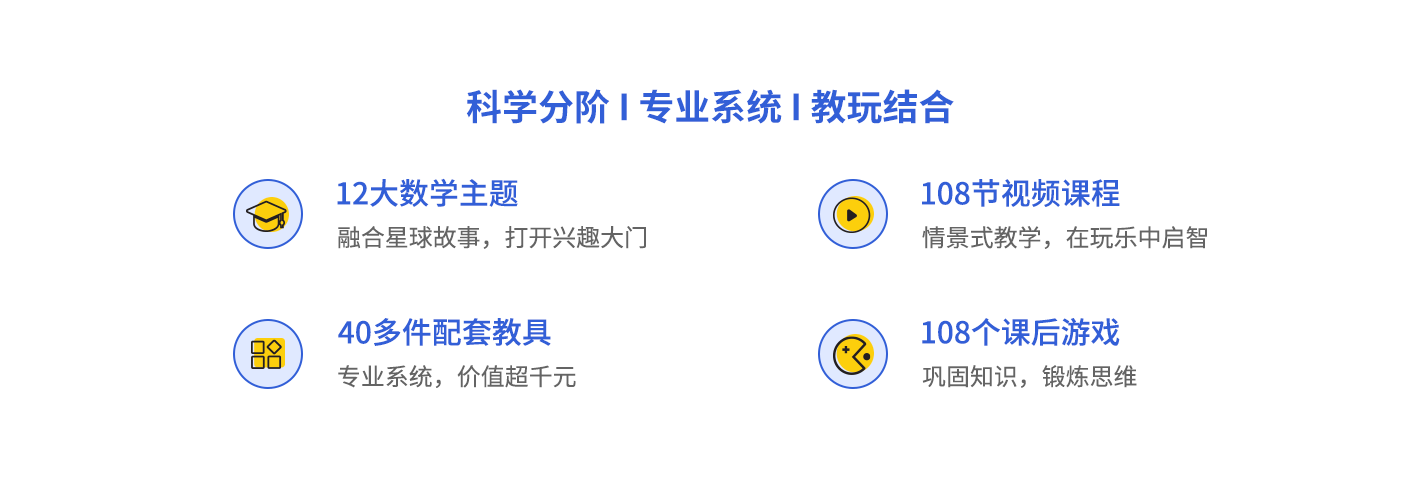 科学分阶 I 专业系统 I 教玩结合
12大数学主题
融合星球故事，打开兴趣大门
108节视频课程
情景式教学，在玩乐中启智
40多件配套教具
专业系统，价值超千元
108个课后游戏
巩固知识，锻炼思维